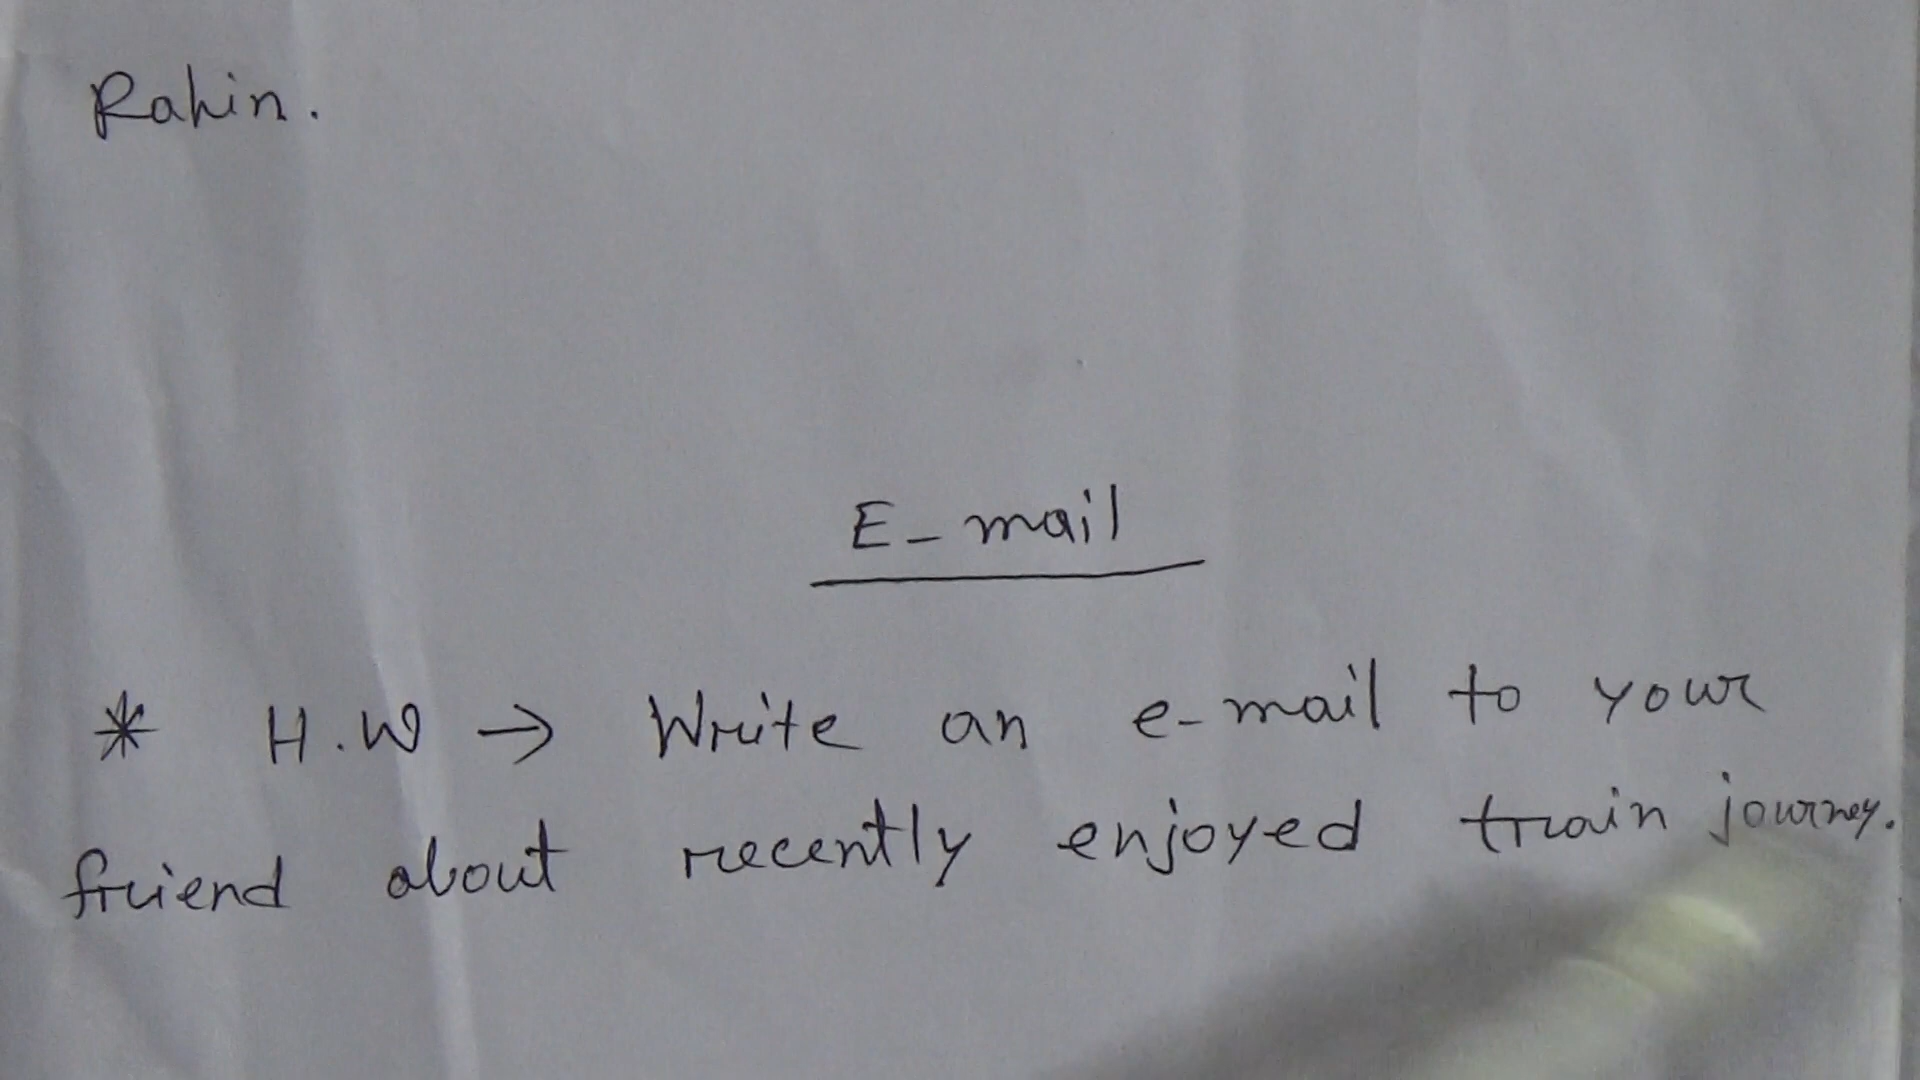 Rahin.
E-mail
* H.W → Write an e-mail to your
friend about recently enjoyed train journey.